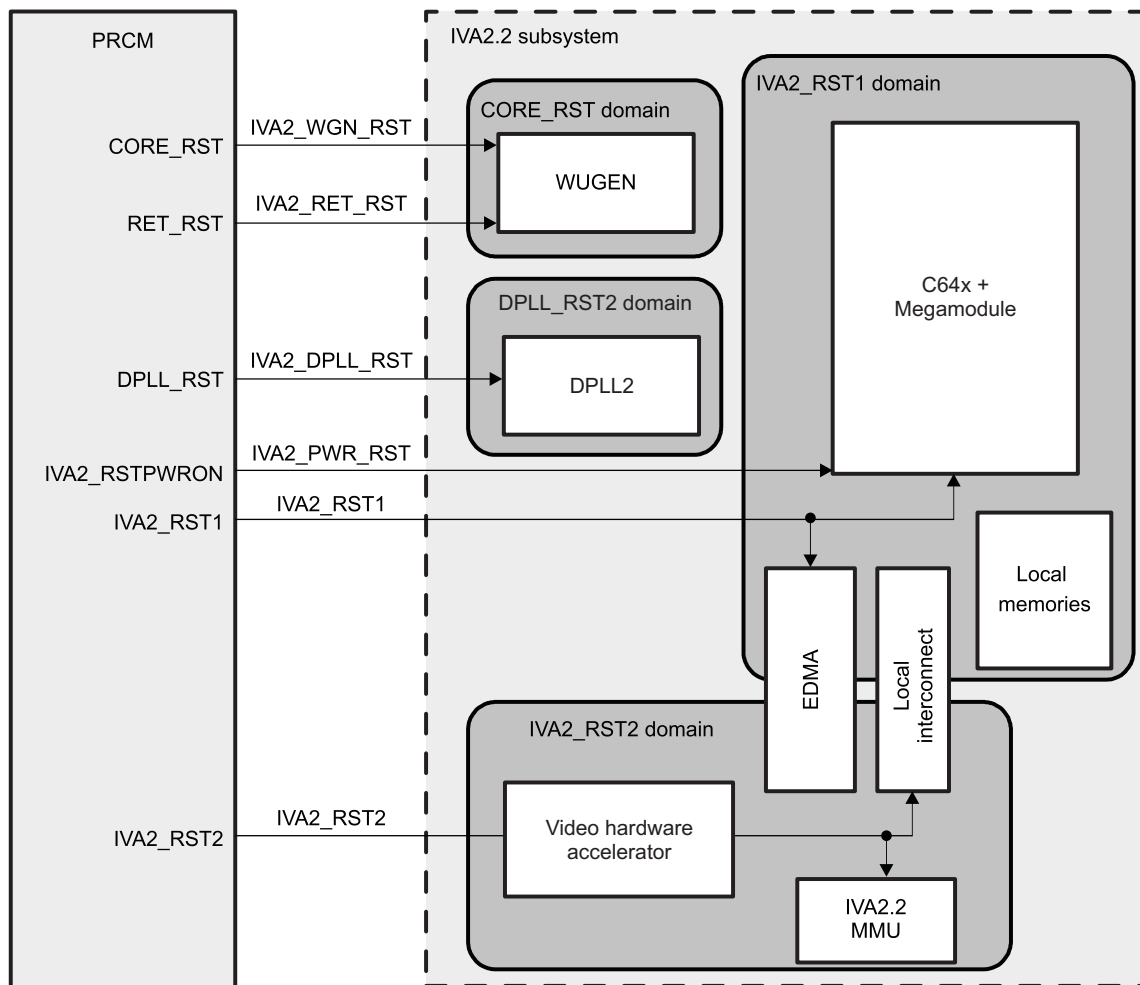 PRCM
IVA2.2 subsystem
IVA2_RST1 domain
CORE_RST domain
IVA2_WGN_RST
CORE_RST
WUGEN
IVA2_RET_RST
RET_RST
C64x +
Megamodule
DPLL_RST2 domain
IVA2_DPLL_RST
DPLL_RST
DPLL2
IVA2_PWR_RST
IVA2_RSTPWRON
IVA2_RST1
IVA2_RST1
Local
memories
EDMA
Local
interconnect
IVA2_RST2 domain
IVA2_RST2
IVA2_RST2
Video hardware
accelerator
IVA2.2
MMU